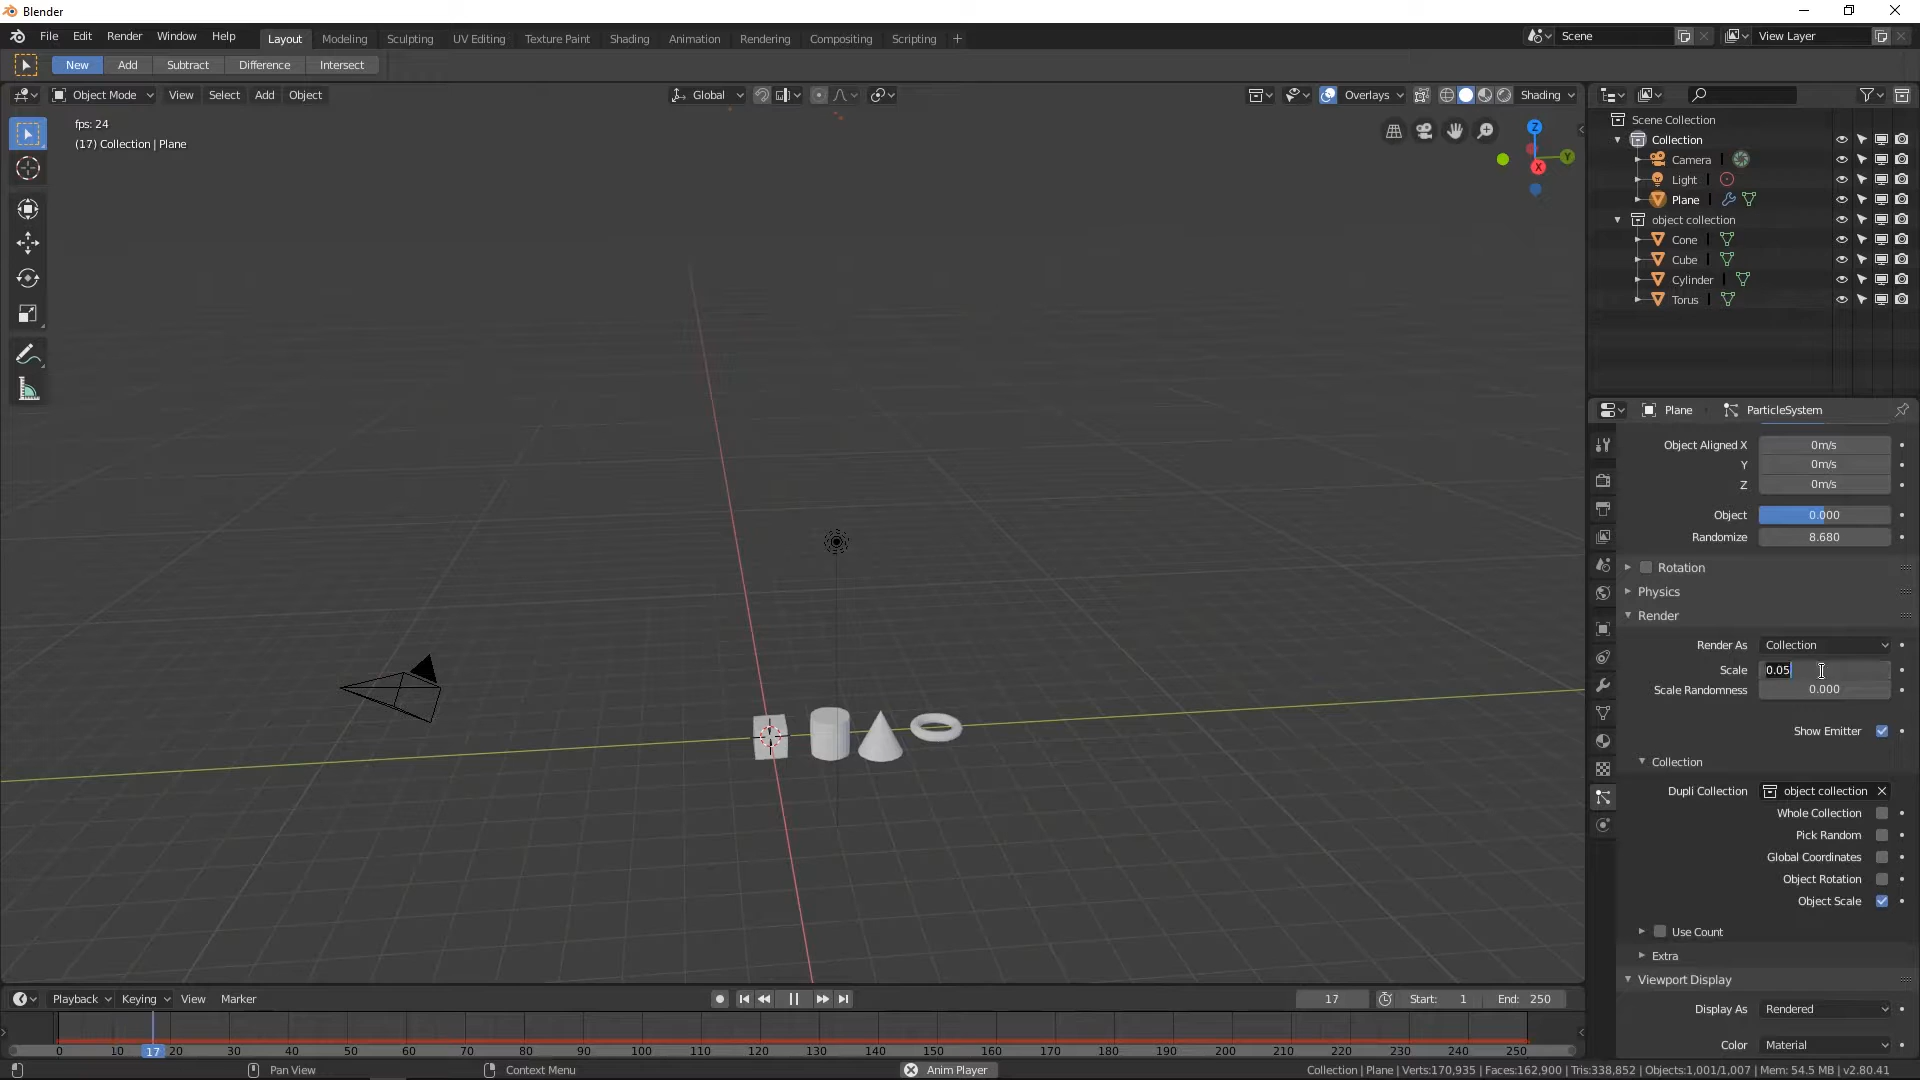 Blender
File Edit Render Window Help Layout Modeling Sculpting UV Editing Texture Paint Shading Animation Rendering Compositing Scripting + Scene View Layer
New Add Subtract Difference Intersect
Object Mode View Select Add Object Global Overlays Shading
fps: 24
(17) Collection | Plane
Z
Y
X
Scene Collection
Collection
Camera
Light
Plane
object collection
Cone
Cube
Cylinder
Torus
Plane ParticleSystem
Object Aligned X 0m/s
Y 0m/s
Z 0m/s
Object 0.000
Randomize 8.680
Rotation
Physics
Render
Render As Collection
Scale 0.05
Scale Randomness 0.000
Show Emitter
Collection
Dupli Collection object collection
Whole Collection
Pick Random
Global Coordinates
Object Rotation
Object Scale
Use Count
Extra
Viewport Display
Display As Rendered
Color Material
Playback Keying View Marker 17 Start: 1 End: 250
0 10 17 20 30 40 50 60 70 80 90 100 110 120 130 140 150 160 170 180 190 200 210 220 230 240 250
Pan View Context Menu Anim Player Collection | Plane | Verts:170,935 | Faces:162,900 | Tris:338,852 | Objects:1,001/1,007 | Mem: 54.5 MB | v2.80.41